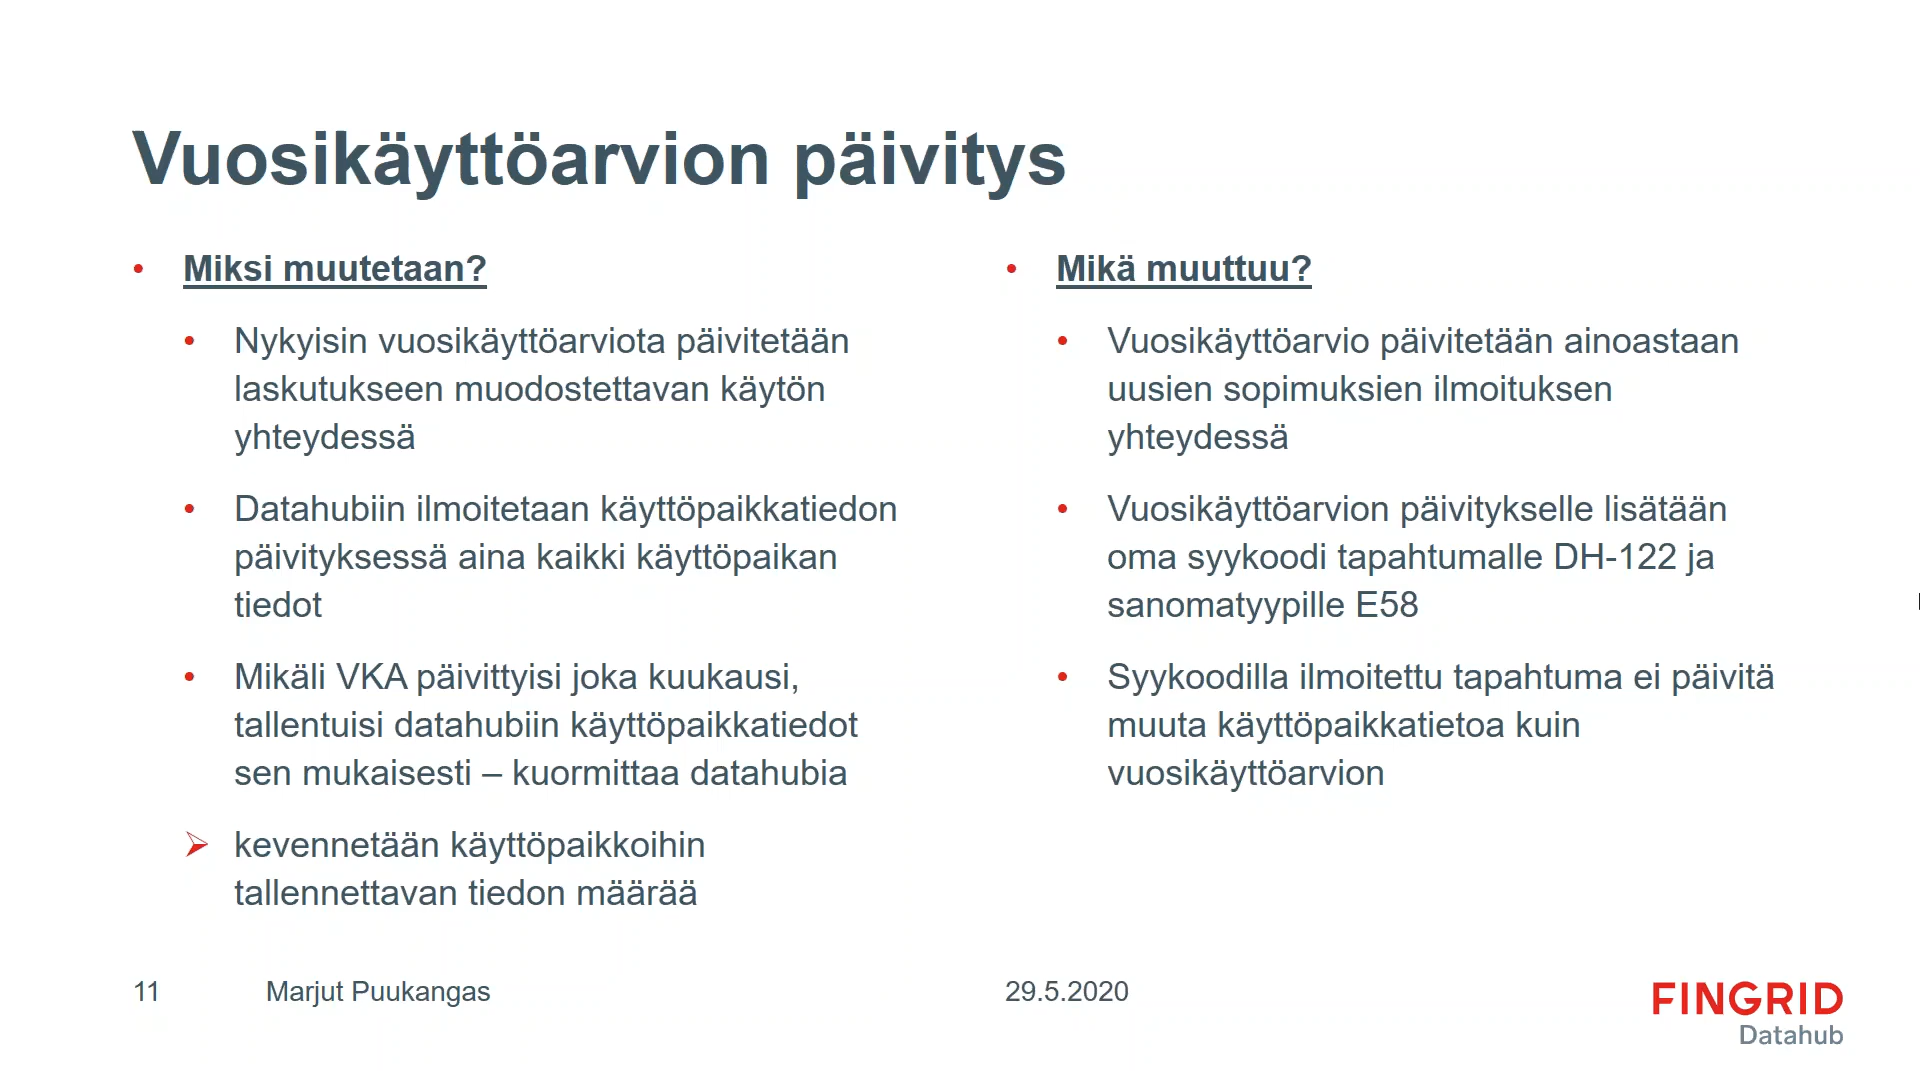 Vuosikäyttöarvion päivitys
• Miksi muutetaan?
• Nykyisin vuosikäyttöarviota päivitetään
laskutukseen muodostettavan käytön
yhteydessä
• Datahubiin ilmoitetaan käyttöpaikkatiedon
päivityksessä aina kaikki käyttöpaikan
tiedot
• Mikäli VKA päivittyisi joka kuukausi,
tallentuisi datahubiin käyttöpaikkatiedot
sen mukaisesti – kuormittaa datahubia
➢ kevennetään käyttöpaikkoihin
tallennettavan tiedon määrää
• Mikä muuttuu?
• Vuosikäyttöarvio päivitetään ainoastaan
uusien sopimuksien ilmoituksen
yhteydessä
• Vuosikäyttöarvion päivitykselle lisätään
oma syykoodi tapahtumalle DH-122 ja
sanomatyypille E58
• Syykoodilla ilmoitettu tapahtuma ei päivitä
muuta käyttöpaikkatietoa kuin
vuosikäyttöarvion
11 Marjut Puukangas 29.5.2020
FINGRID
Datahub